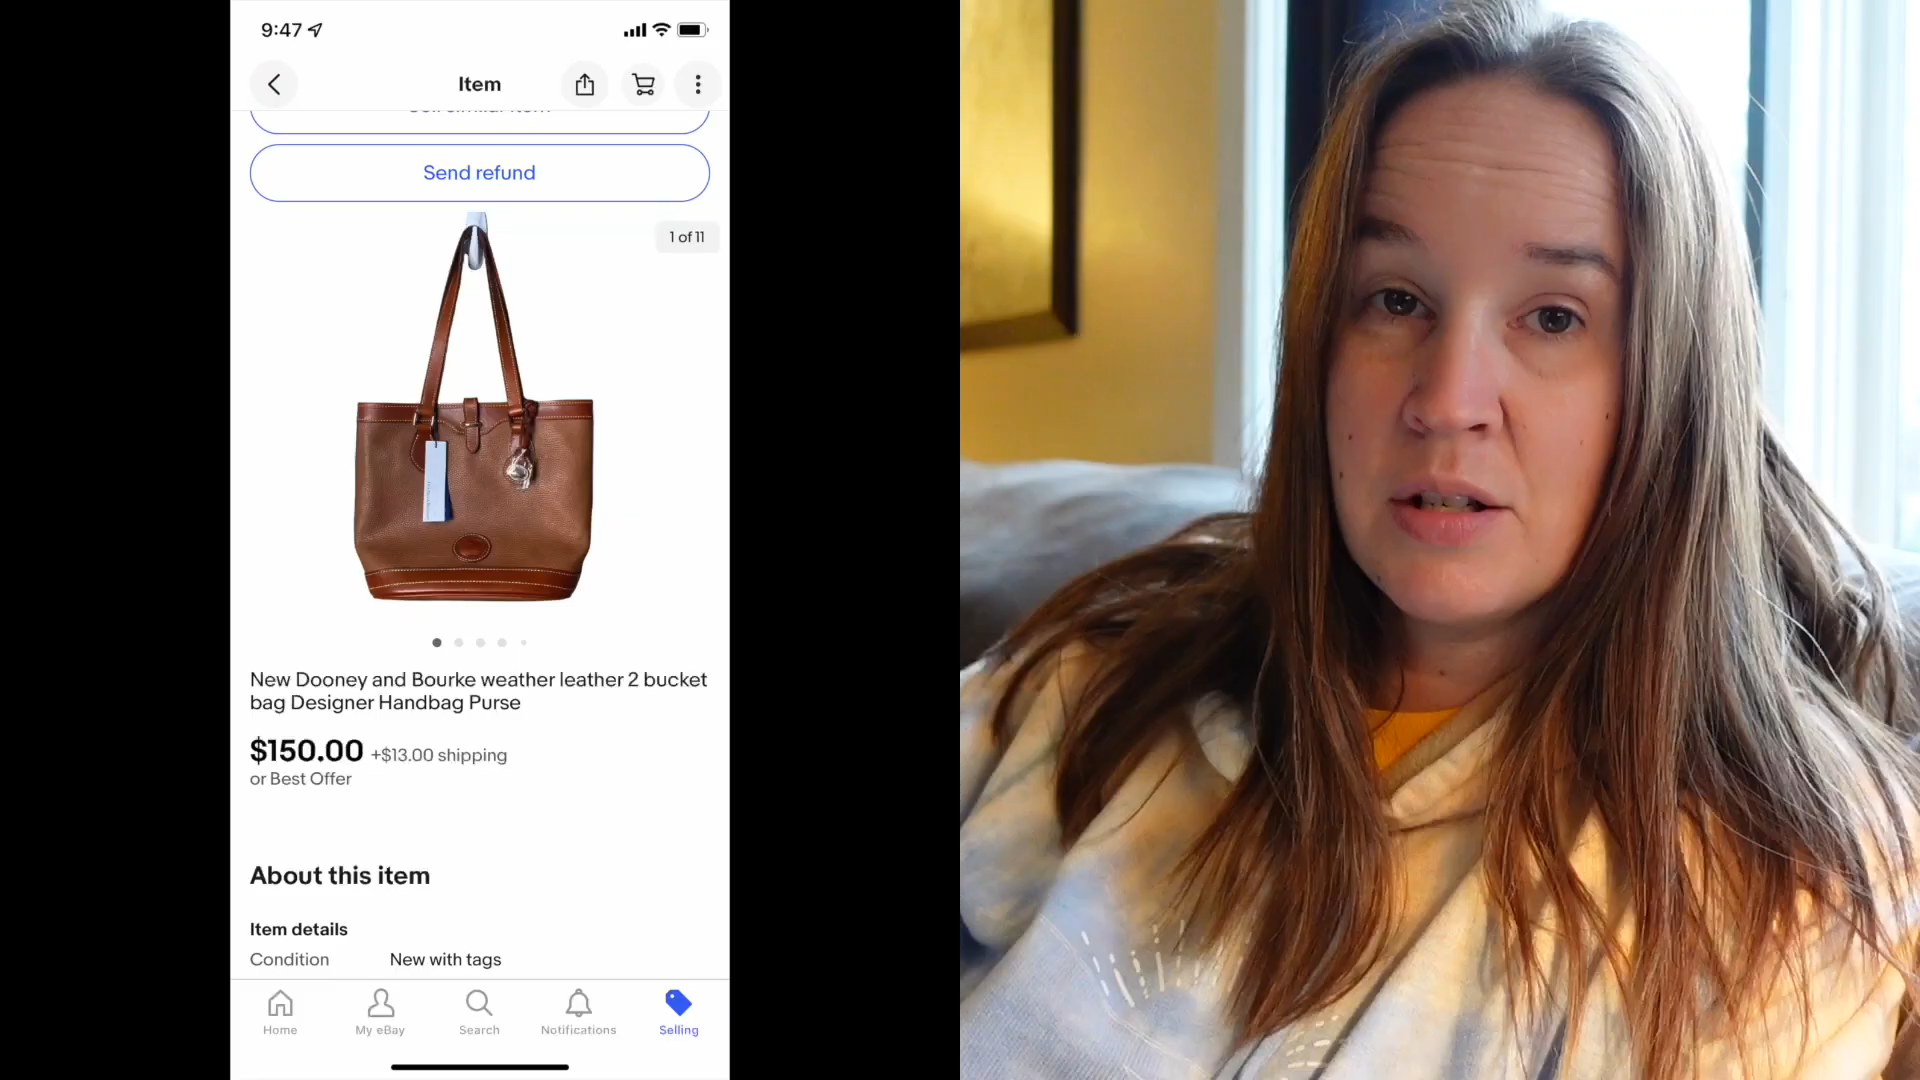 9:47
Item
Send refund
1 of 11
New Dooney and Bourke weather leather 2 bucket
bag Designer Handbag Purse
$150.00 +$13.00 shipping
or Best Offer
About this item
Item details
Condition New with tags
Home My eBay Search Notifications Selling